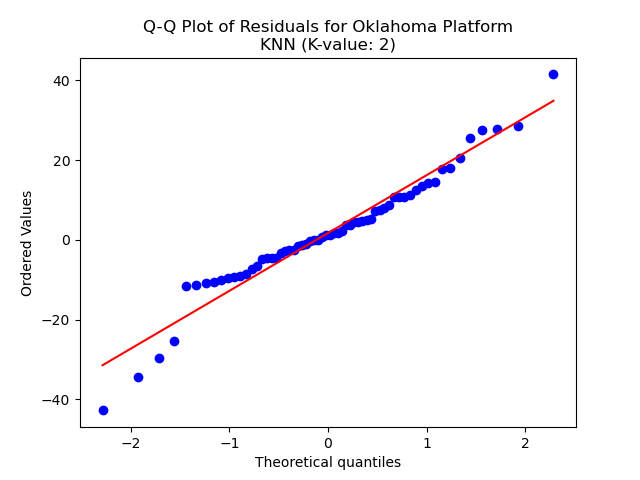 Q-Q Plot of Residuals for Oklahoma Platform
KNN (K-value: 2)
40
20
0
−20
−40
Ordered Values
−2
−1
0
1
2
Theoretical quantiles